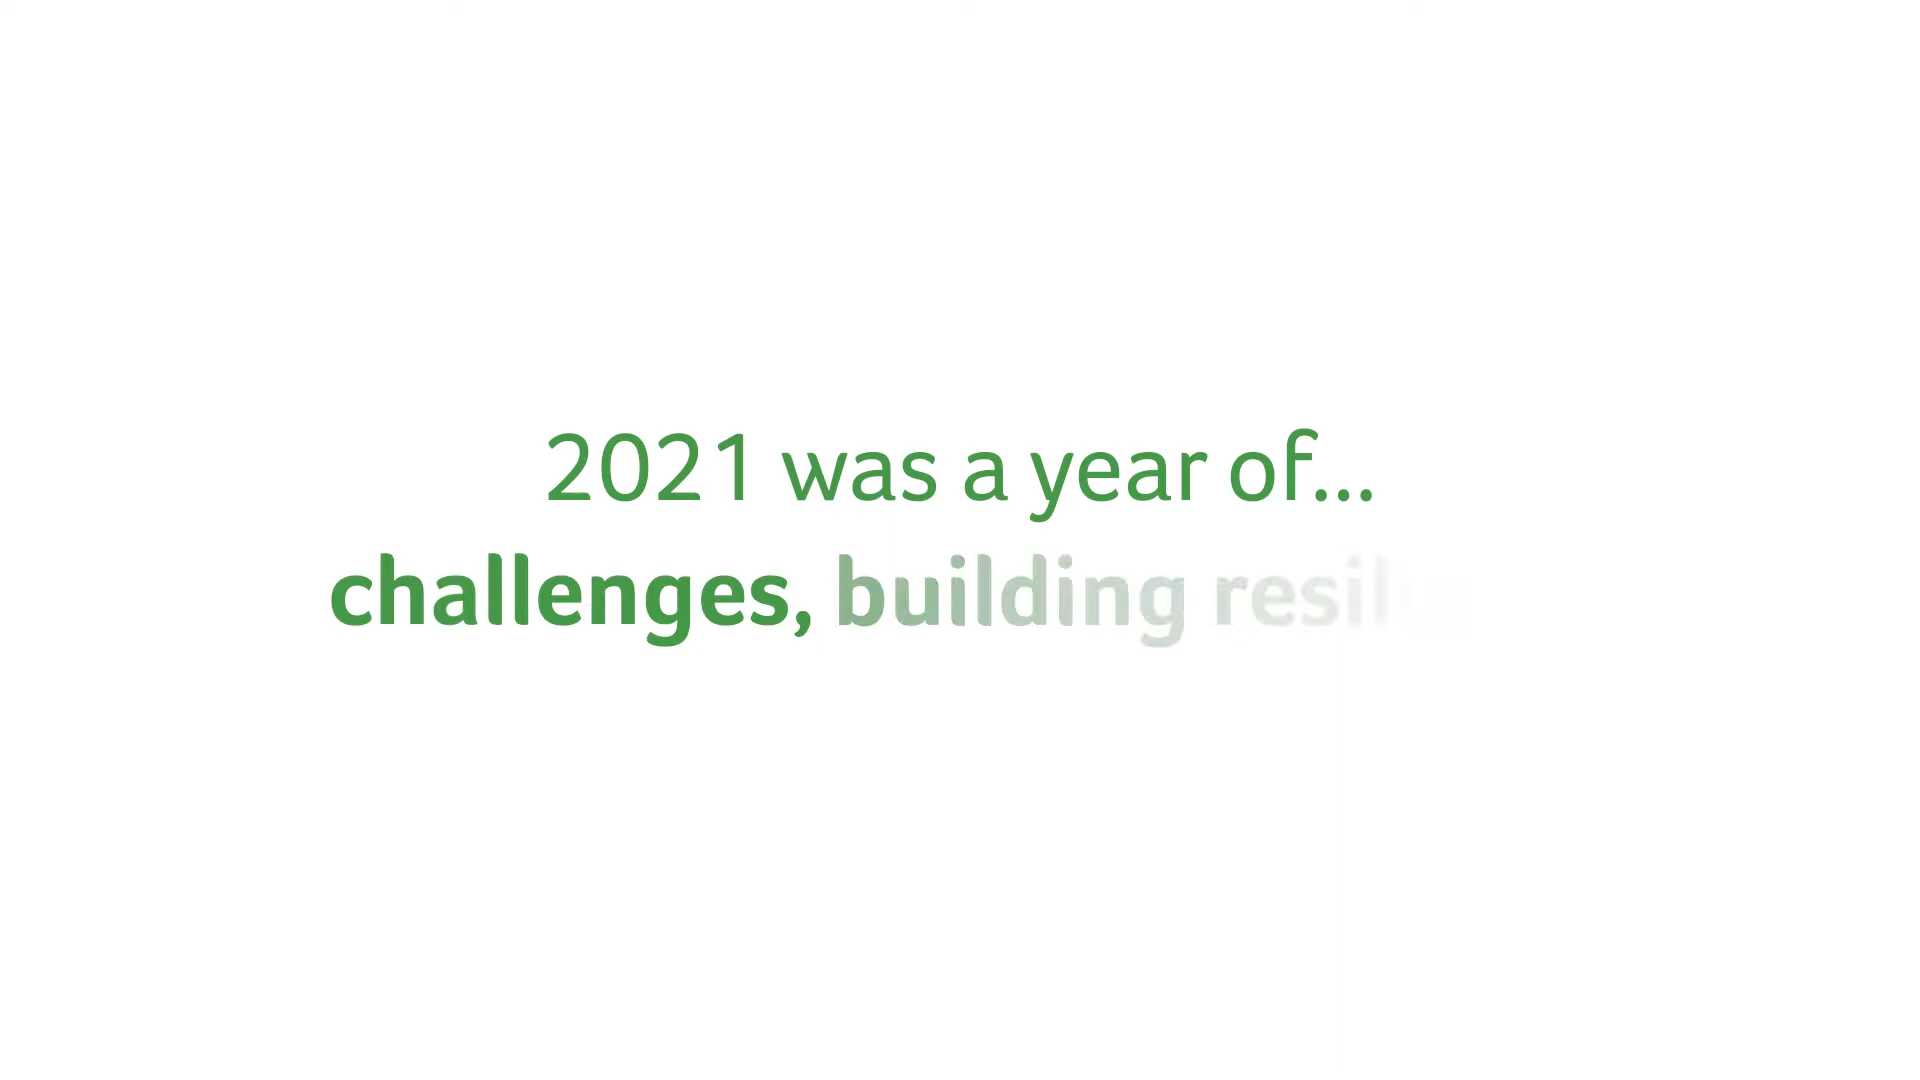 2021 was a year of...
challenges, building